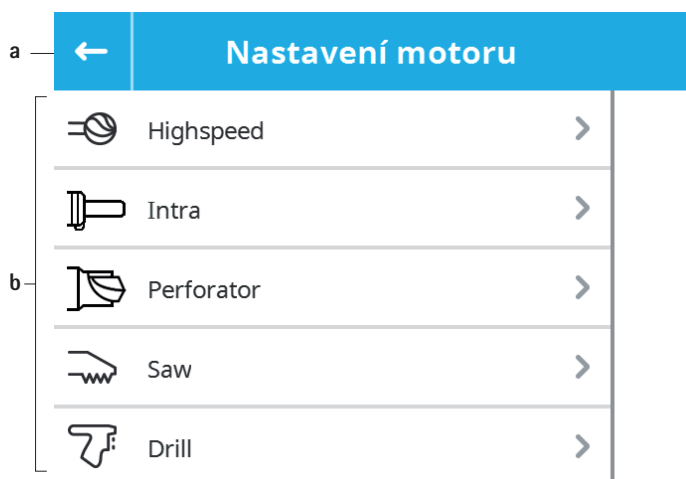 a
← Nastavení motoru
b
Highspeed
Intra
Perforator
Saw
Drill